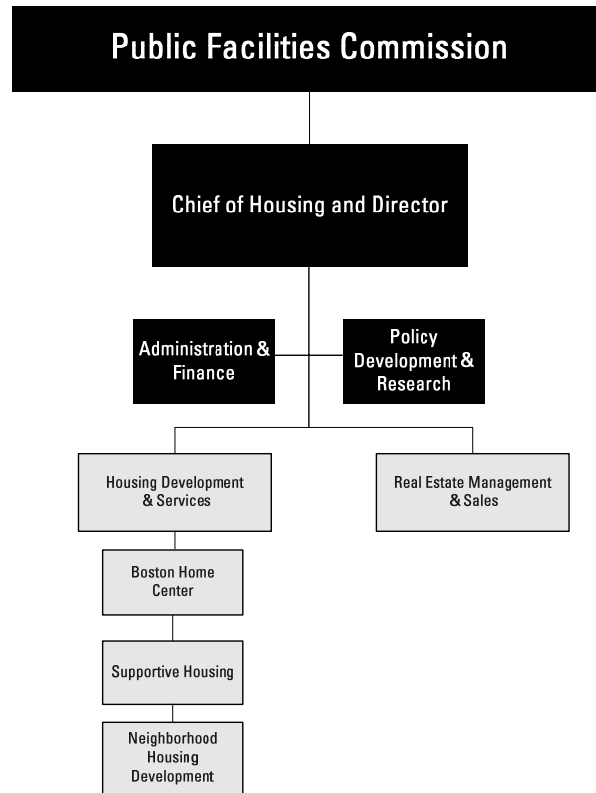 Public Facilities Commission
Chief of Housing and Director
Administration &
Finance
Policy
Development &
Research
Housing Development
& Services
Real Estate Management
& Sales
Boston Home
Center
Supportive Housing
Neighborhood
Housing
Development